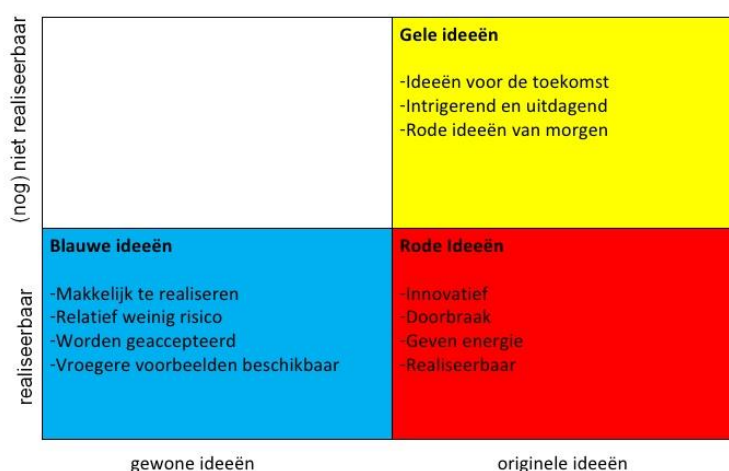 (nog) niet realiseerbaar
Gele ideeën
-Ideeën voor de toekomst
-Intrigerend en uitdagend
-Rode ideeën van morgen
realiseerbaar
Blauwe ideeën
-Makkelijk te realiseren
-Relatief weinig risico
-Worden geaccepteerd
-Vroegere voorbeelden beschikbaar
Rode Ideeën
-Innovatief
-Doorbraak
-Geven energie
-Realiseerbaar
gewone ideeën
originele ideeën